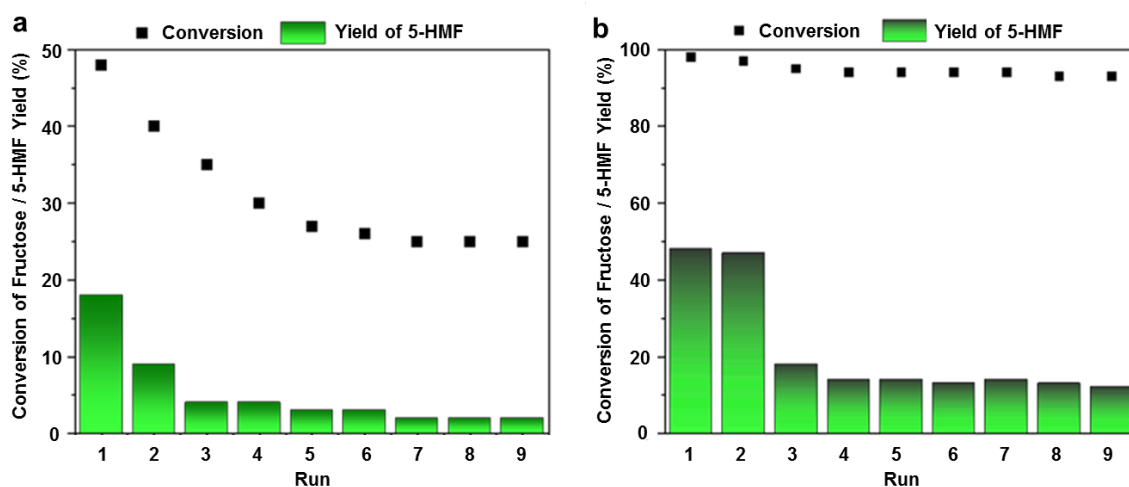 a
Conversion
Yield of 5-HMF
Conversion of Fructose / 5-HMF Yield (%)
50
40
30
20
10
0
1 2 3 4 5 6 7 8 9
Run
b
Conversion
Yield of 5-HMF
Conversion of Fructose / 5-HMF Yield (%)
100
80
60
40
20
0
1 2 3 4 5 6 7 8 9
Run